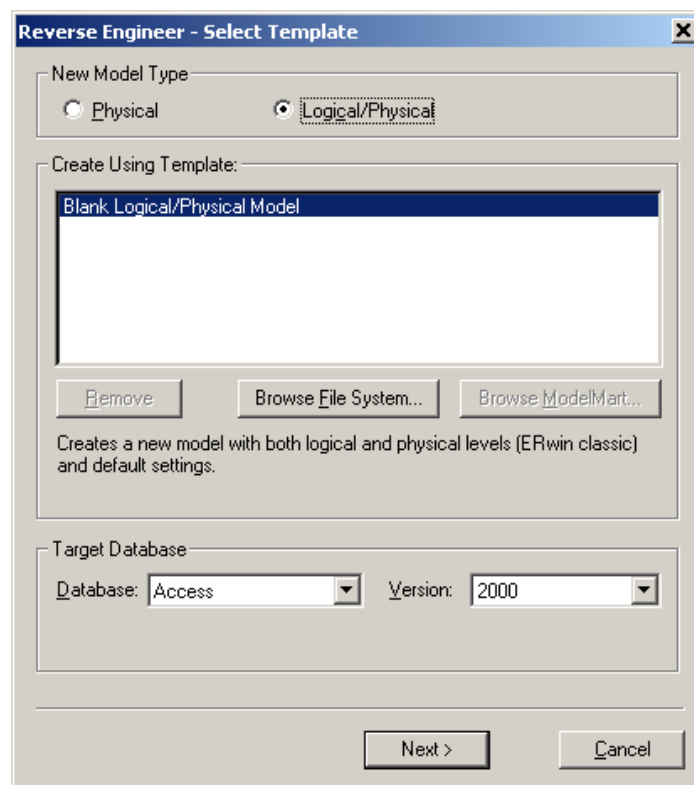 Reverse Engineer - Select Template
New Model Type
Physical Logical/Physical
Create Using Template:
Blank Logical/Physical Model
Remove Browse File System... Browse ModelMart...
Creates a new model with both logical and physical levels (ERwin classic)
and default settings.
Target Database
Database: Access Version: 2000
Next > Cancel